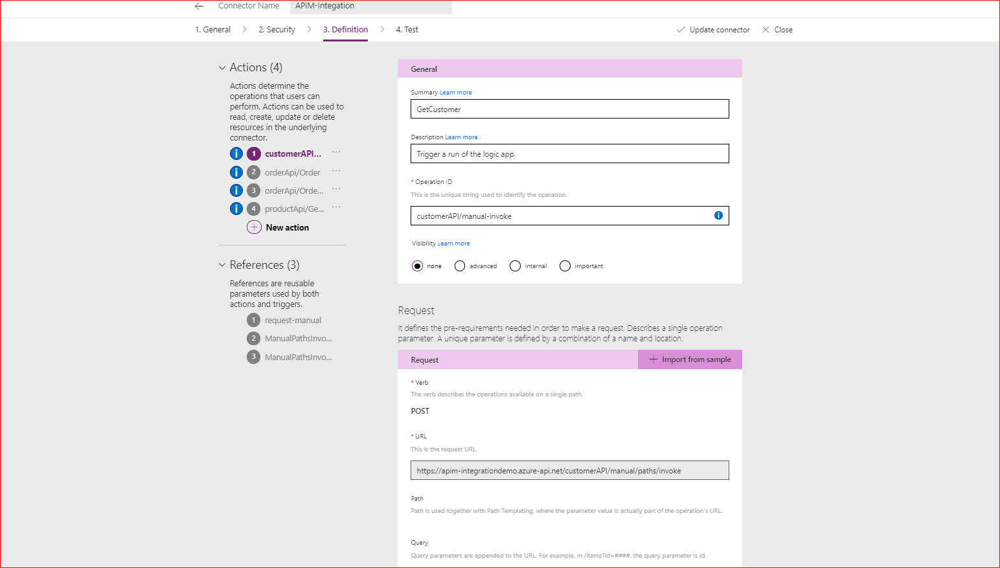 Connector Name APIM-Integation
1. General 2. Security 3. Definition 4. Test Update connector Close
Actions (4)
Actions determine the
operations that users can
perform. Actions can be used to
read, create, update or delete
resources in the underlying
connector.
i 1 customerAPI... ...
i 2 orderApi/Order ...
i 3 orderApi/Orde... ...
i 4 productApi/Ge... ...
New action
References (3)
References are reusable
parameters used by both
actions and triggers.
1 request-manual
2 ManualPathsInvo...
3 ManualPathsInvo...
General
Summary Learn more
GetCustomer
Description Learn more
Trigger a run of the logic app.
* Operation ID
This is the unique string used to identify the operation.
customerAPI/manual-invoke i
Visibility Learn more
none advanced internal important
Request
It defines the pre-requirements needed in order to make a request. Describes a single operation
parameter. A unique parameter is defined by a combination of a name and location.
Request + Import from sample
* Verb
The verb describes the operations available on a single path.
POST
* URL
This is the request URL.
https://apim-integrationdemo.azure-api.net/customerAPI/manual/paths/invoke
Path
Path is used together with Path Templating, where the parameter value is actually part of the operation's URL.
Query
Query parameters are appended to the URL. For example, in /items?id=####, the query parameter is id.